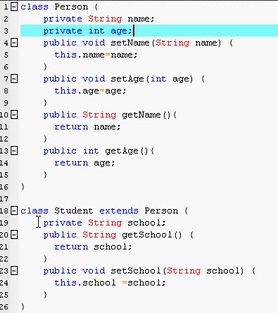 1 class Person {
2 private String name;
3 private int age;
4 public void setName(String name) {
5 this.name=name;
6 }
7 public void setAge(int age) {
8 this.age=age;
9 }
10 public String getName(){
11 return name;
12 }
13 public int getAge(){
14 return age;
15 }
16 }
17
18 class Student extends Person {
19 private String school;
20 public String getSchool() {
21 return school;
22 }
23 public void setSchool(String school) {
24 this.school =school;
25 }
26 }